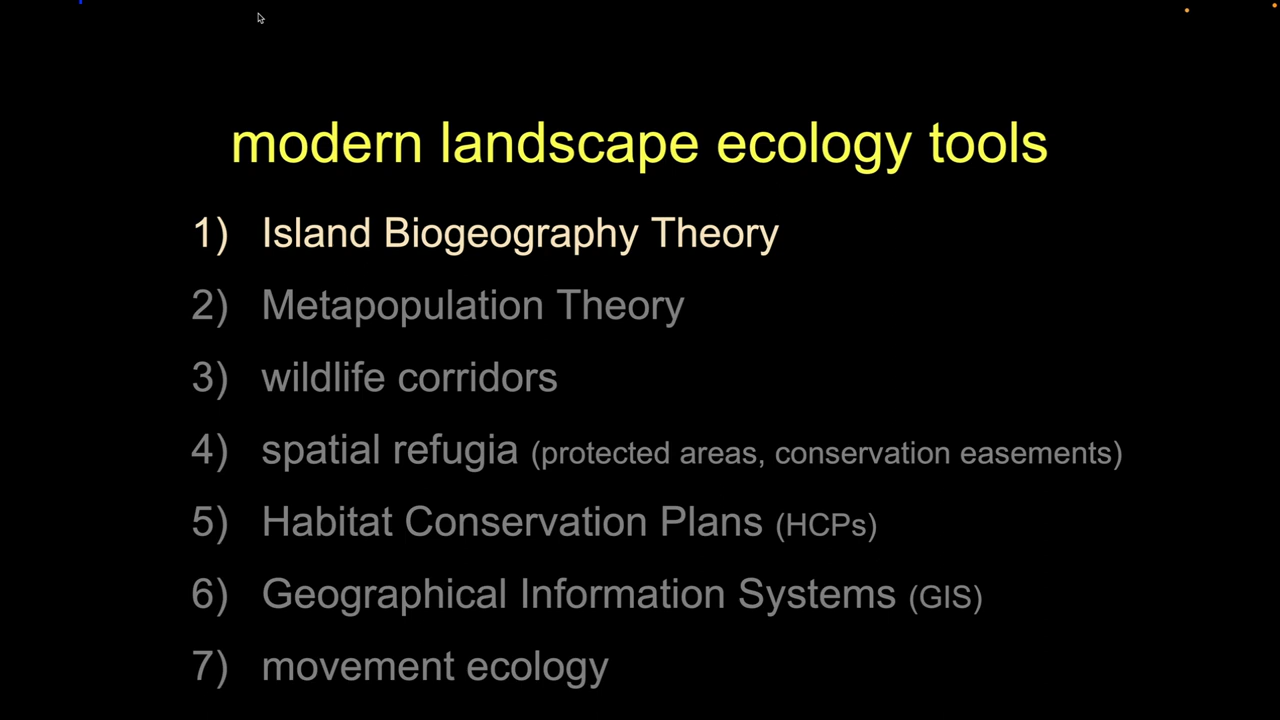 modern landscape ecology tools
1) Island Biogeography Theory
2) Metapopulation Theory
3) wildlife corridors
4) spatial refugia (protected areas, conservation easements)
5) Habitat Conservation Plans (HCPs)
6) Geographical Information Systems (GIS)
7) movement ecology